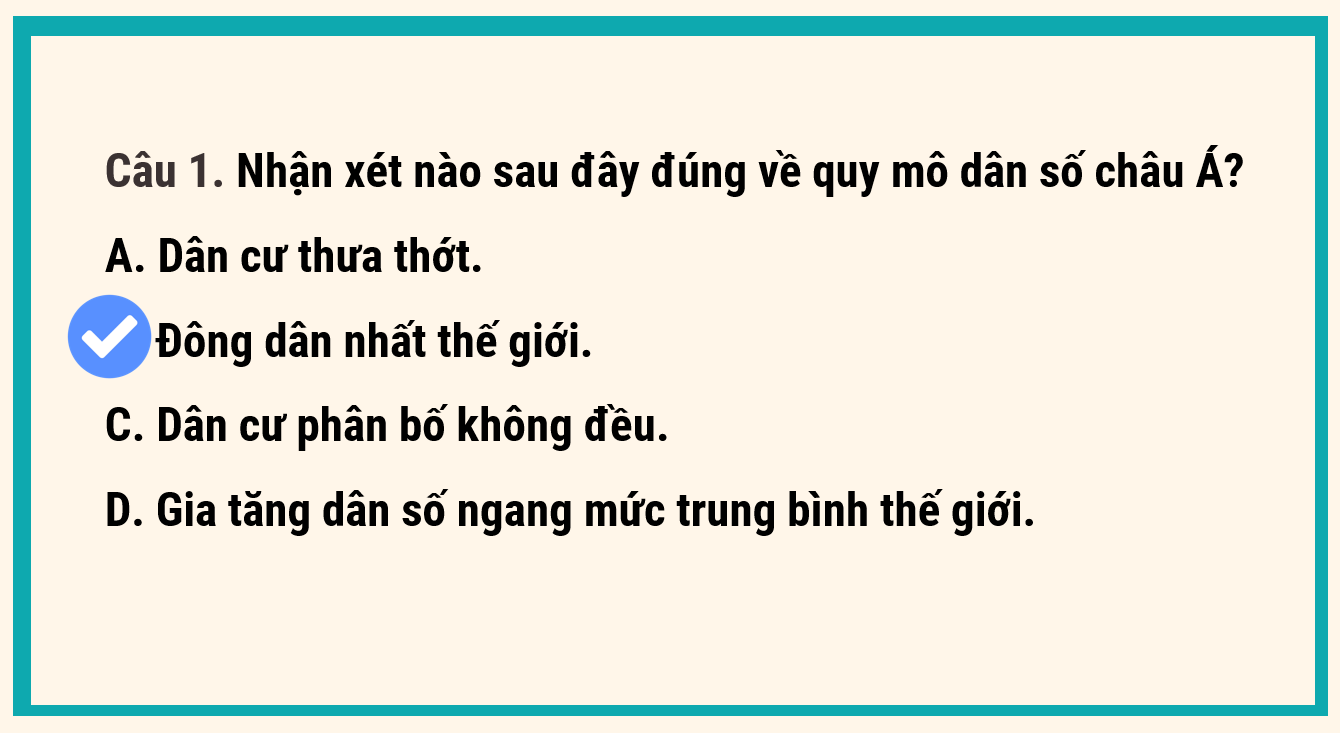 Câu 1. Nhận xét nào sau đây đúng về quy mô dân số châu Á?
A. Dân cư thưa thớt.
Đông dân nhất thế giới.
C. Dân cư phân bố không đều.
D. Gia tăng dân số ngang mức trung bình thế giới.